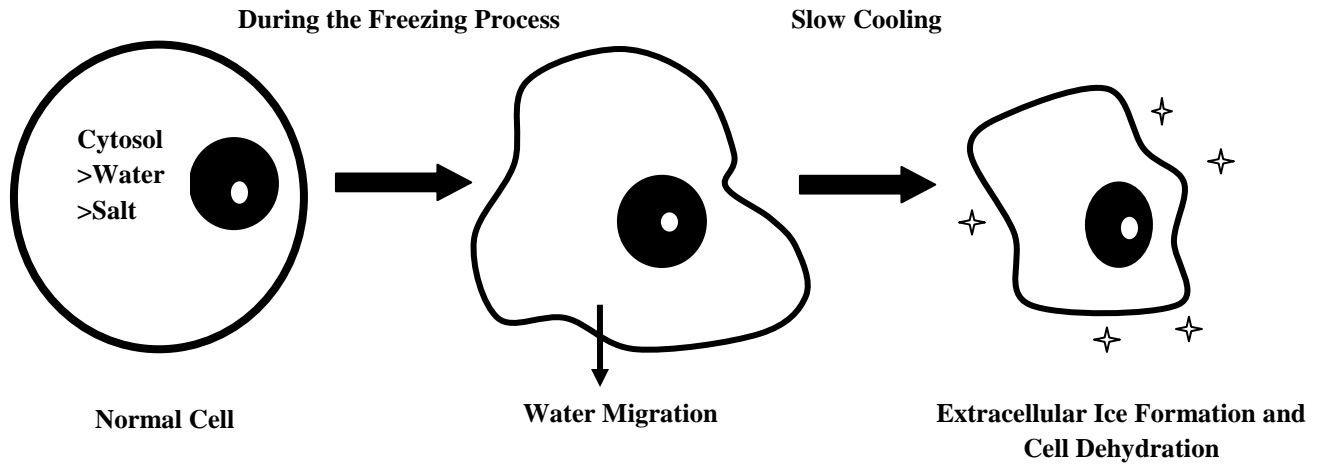 During the Freezing Process
Slow Cooling
Cytosol
>Water
>Salt
Normal Cell
Water Migration
Extracellular Ice Formation and
Cell Dehydration